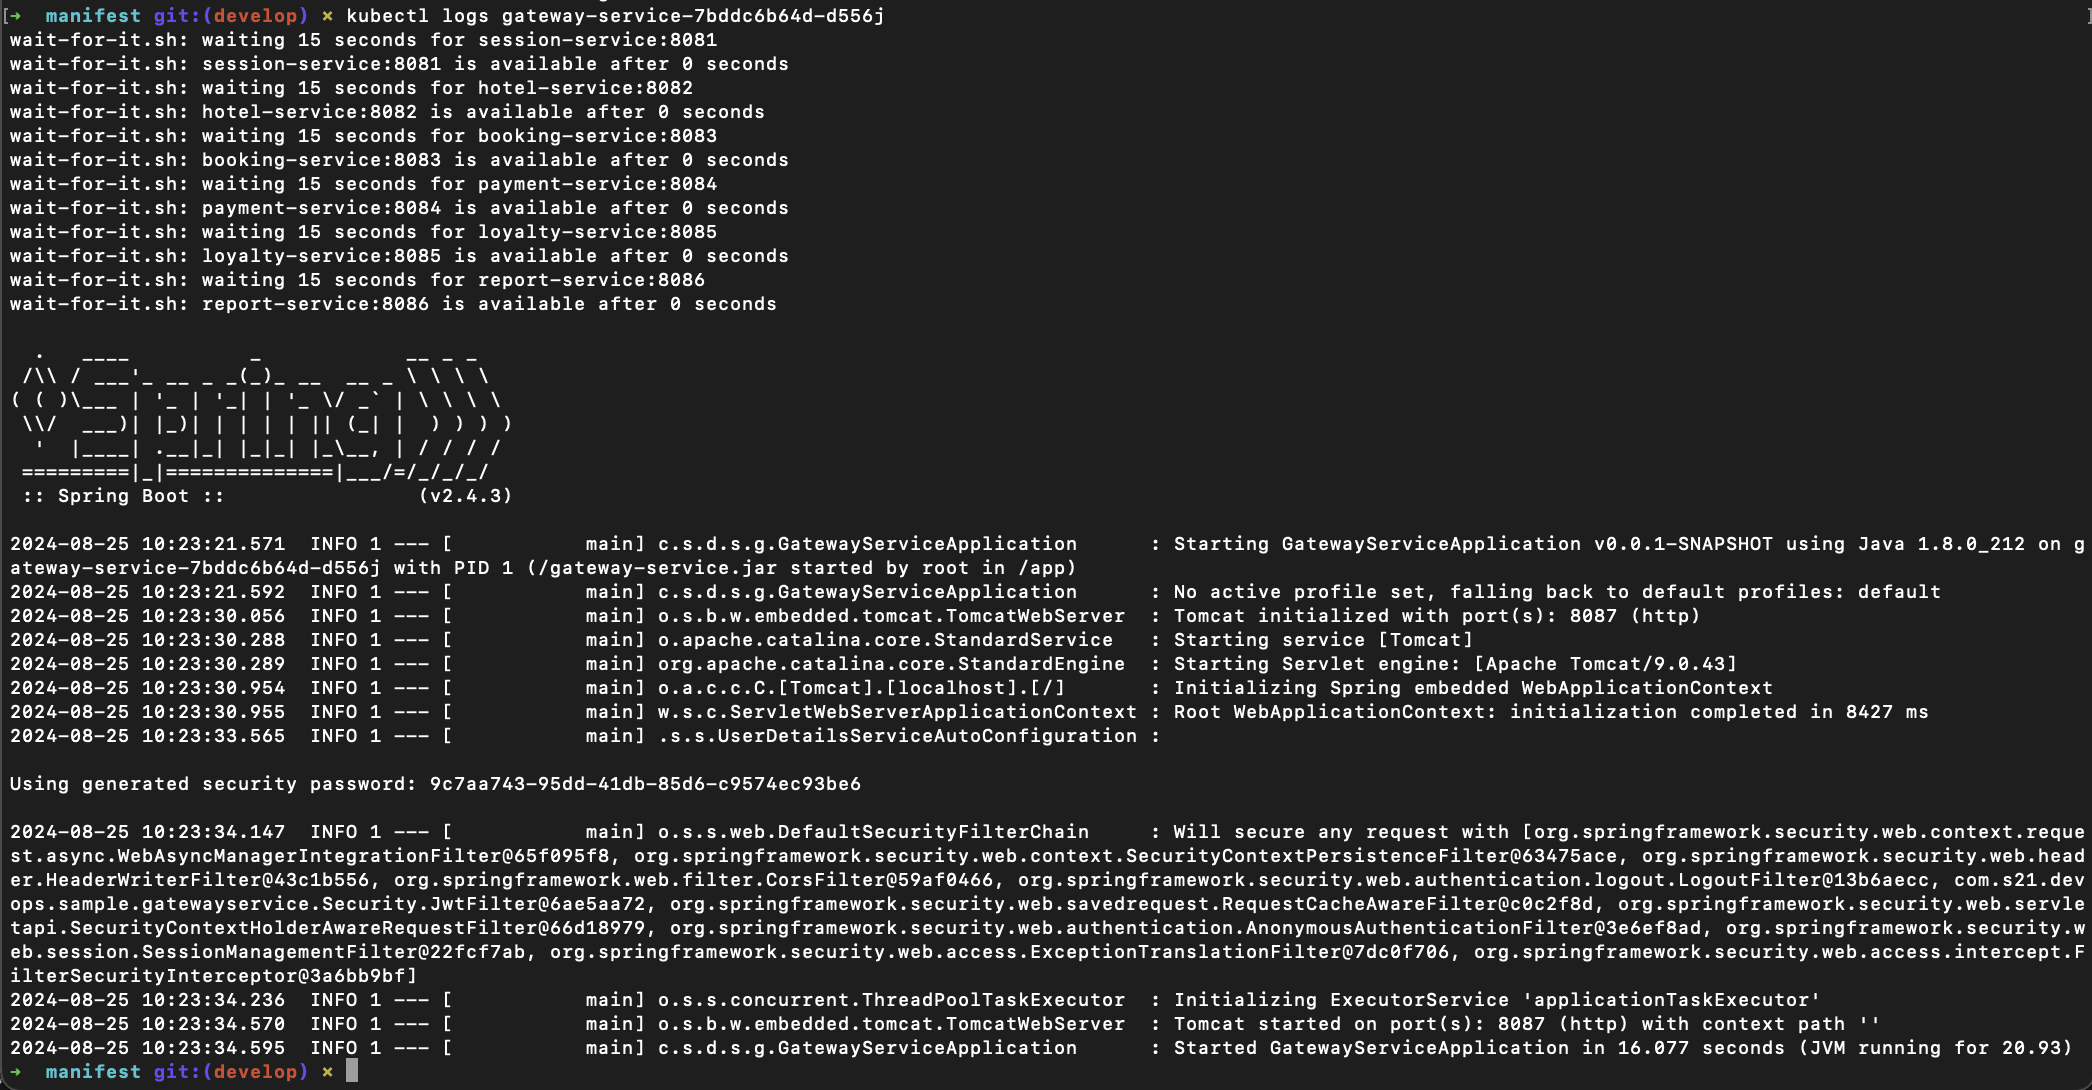 [➜  manifest git:(develop) ✗ kubectl logs gateway-service-7bddc6b64d-d556j ]
wait-for-it.sh: waiting 15 seconds for session-service:8081
wait-for-it.sh: session-service:8081 is available after 0 seconds
wait-for-it.sh: waiting 15 seconds for hotel-service:8082
wait-for-it.sh: hotel-service:8082 is available after 0 seconds
wait-for-it.sh: waiting 15 seconds for booking-service:8083
wait-for-it.sh: booking-service:8083 is available after 0 seconds
wait-for-it.sh: waiting 15 seconds for payment-service:8084
wait-for-it.sh: payment-service:8084 is available after 0 seconds
wait-for-it.sh: waiting 15 seconds for loyalty-service:8085
wait-for-it.sh: loyalty-service:8085 is available after 0 seconds
wait-for-it.sh: waiting 15 seconds for report-service:8086
wait-for-it.sh: report-service:8086 is available after 0 seconds

  .   ____          _            __ _ _
 /\\ / ___'_ __ _ _(_)_ __  __ _ \ \ \ \
( ( )\___ | '_ | '_| | '_ \/ _` | \ \ \ \
 \\/  ___)| |_)| | | | | || (_| |  ) ) ) )
  '  |____| .__|_| |_|_| |_\__, | / / / /
 =========|_|==============|___/=/_/_/_/
 :: Spring Boot ::                (v2.4.3)

2024-08-25 10:23:21.571  INFO 1 --- [           main] c.s.d.s.g.GatewayServiceApplication      : Starting GatewayServiceApplication v0.0.1-SNAPSHOT using Java 1.8.0_212 on g
ateway-service-7bddc6b64d-d556j with PID 1 (/gateway-service.jar started by root in /app)
2024-08-25 10:23:21.592  INFO 1 --- [           main] c.s.d.s.g.GatewayServiceApplication      : No active profile set, falling back to default profiles: default
2024-08-25 10:23:30.056  INFO 1 --- [           main] o.s.b.w.embedded.tomcat.TomcatWebServer  : Tomcat initialized with port(s): 8087 (http)
2024-08-25 10:23:30.288  INFO 1 --- [           main] o.apache.catalina.core.StandardService   : Starting service [Tomcat]
2024-08-25 10:23:30.289  INFO 1 --- [           main] org.apache.catalina.core.StandardEngine  : Starting Servlet engine: [Apache Tomcat/9.0.43]
2024-08-25 10:23:30.954  INFO 1 --- [           main] o.a.c.c.C.[Tomcat].[localhost].[/]       : Initializing Spring embedded WebApplicationContext
2024-08-25 10:23:30.955  INFO 1 --- [           main] w.s.c.ServletWebServerApplicationContext : Root WebApplicationContext: initialization completed in 8427 ms
2024-08-25 10:23:33.565  INFO 1 --- [           main] .s.s.UserDetailsServiceAutoConfiguration :

Using generated security password: 9c7aa743-95dd-41db-85d6-c9574ec93be6

2024-08-25 10:23:34.147  INFO 1 --- [           main] o.s.s.web.DefaultSecurityFilterChain     : Will secure any request with [org.springframework.security.web.context.reque
st.async.WebAsyncManagerIntegrationFilter@65f095f8, org.springframework.security.web.context.SecurityContextPersistenceFilter@63475ace, org.springframework.security.web.head
er.HeaderWriterFilter@43c1b556, org.springframework.web.filter.CorsFilter@59af0466, org.springframework.security.web.authentication.logout.LogoutFilter@13b6aecc, com.s21.dev
ops.sample.gatewayservice.Security.JwtFilter@6ae5aa72, org.springframework.security.web.savedrequest.RequestCacheAwareFilter@c0c2f8d, org.springframework.security.web.servle
tapi.SecurityContextHolderAwareRequestFilter@66d18979, org.springframework.security.web.authentication.AnonymousAuthenticationFilter@3e6ef8ad, org.springframework.security.w
eb.session.SessionManagementFilter@22fcf7ab, org.springframework.security.web.access.ExceptionTranslationFilter@7dc0f706, org.springframework.security.web.access.intercept.F
ilterSecurityInterceptor@3a6bb9bf]
2024-08-25 10:23:34.236  INFO 1 --- [           main] o.s.s.concurrent.ThreadPoolTaskExecutor  : Initializing ExecutorService 'applicationTaskExecutor'
2024-08-25 10:23:34.570  INFO 1 --- [           main] o.s.b.w.embedded.tomcat.TomcatWebServer  : Tomcat started on port(s): 8087 (http) with context path ''
2024-08-25 10:23:34.595  INFO 1 --- [           main] c.s.d.s.g.GatewayServiceApplication      : Started GatewayServiceApplication in 16.077 seconds (JVM running for 20.93)
➜  manifest git:(develop) ✗